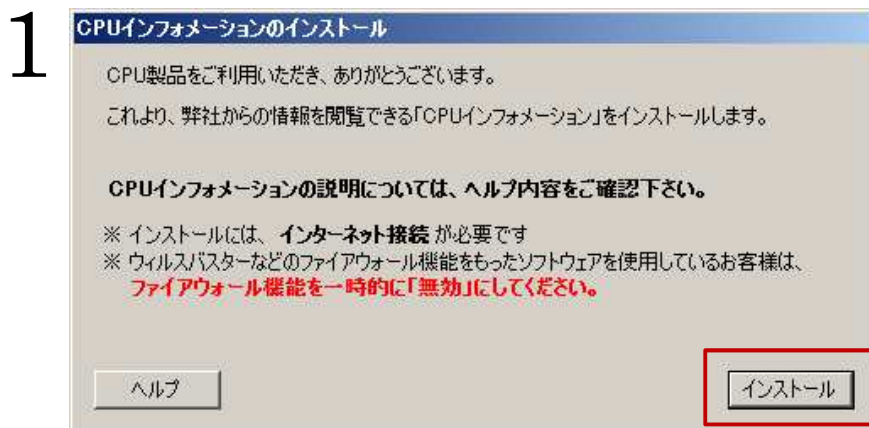 1
CPUインフォメーションのインストール
CPU製品をご利用いただき、ありがとうございます。
これより、弊社からの情報を閲覧できる「CPUインフォメーション」をインストールします。
CPUインフォメーションの説明については、ヘルプ内容をご確認下さい。
※ インストールには、インターネット接続 が必要です
※ ウィルスバスターなどのファイアウォール機能をもったソフトウェアを使用しているお客様は、
ファイアウォール機能を一時的に「無効」にしてください。
ヘルプ
インストール